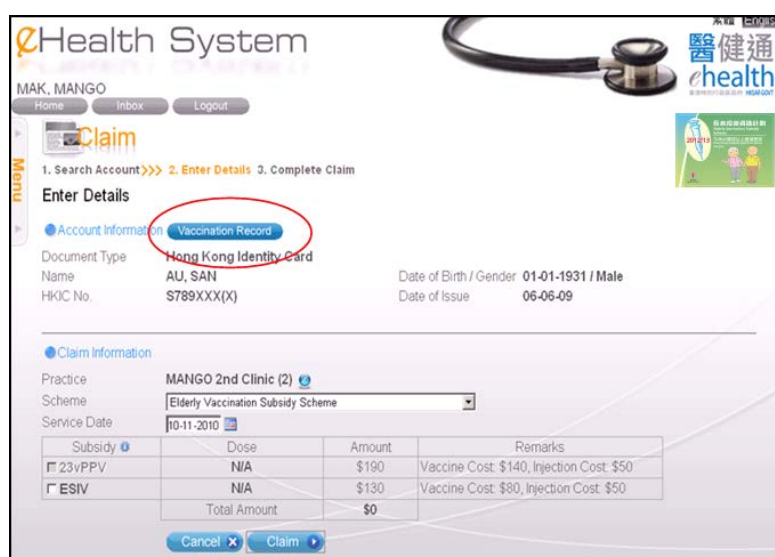 繁體 English
eHealth System
醫健通
ehealth
MAK, MANGO
Home Inbox Logout
2012/13
Claim
Menu
1. Search Account>>> 2. Enter Details 3. Complete Claim
Enter Details
Account Information Vaccination Record
Document Type Hong Kong Identity Card
Name AU, SAN Date of Birth / Gender 01-01-1931 / Male
HKIC No. S789XXX(X) Date of Issue 06-06-09
Claim Information
Practice MANGO 2nd Clinic (2)
Scheme Elderly Vaccination Subsidy Scheme
Service Date 10-11-2010
Subsidy Dose Amount Remarks
23vPPV N/A $190 Vaccine Cost: $140, Injection Cost: $50
ESIV N/A $130 Vaccine Cost: $80, Injection Cost: $50
Total Amount $0
Cancel Claim